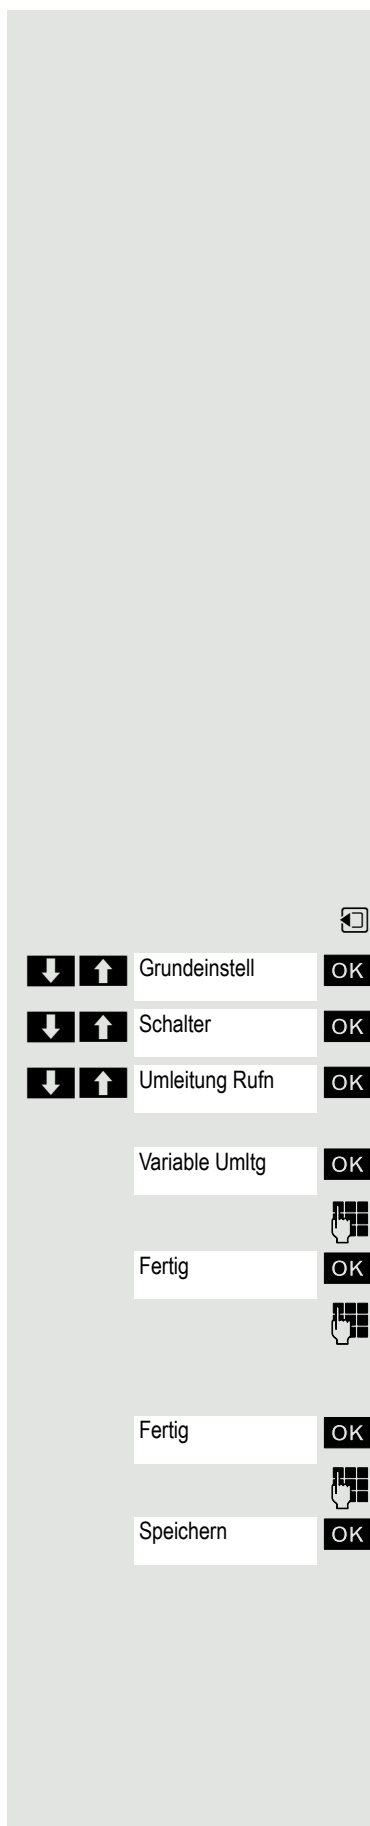 Grundeinstell OK
Schalter OK
Umleitung Rufn OK
Variable Umltg OK
Fertig OK
Fertig OK
Speichern OK